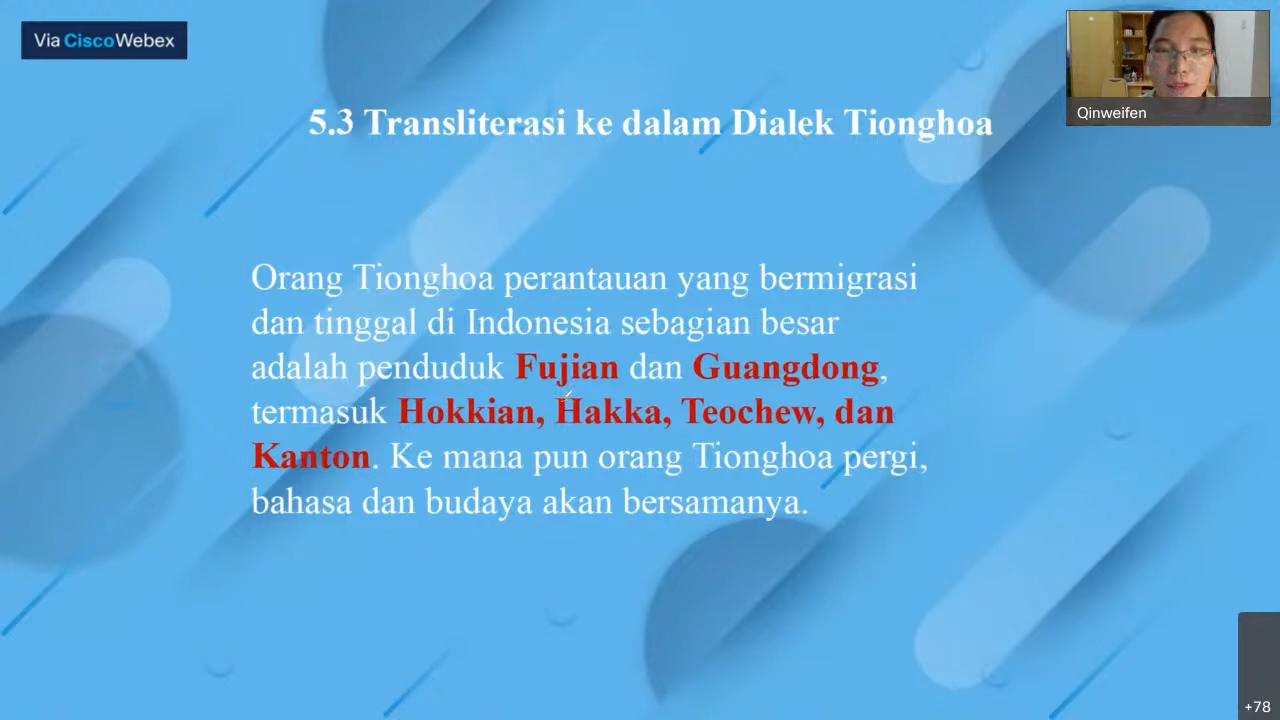 Via CiscoWebex
Qinweifen
5.3 Transliterasi ke dalam Dialek Tionghoa
Orang Tionghoa perantauan yang bermigrasi
dan tinggal di Indonesia sebagian besar
adalah penduduk Fujian dan Guangdong,
termasuk Hokkian, Hakka, Teochew, dan
Kanton. Ke mana pun orang Tionghoa pergi,
bahasa dan budaya akan bersamanya.
+78